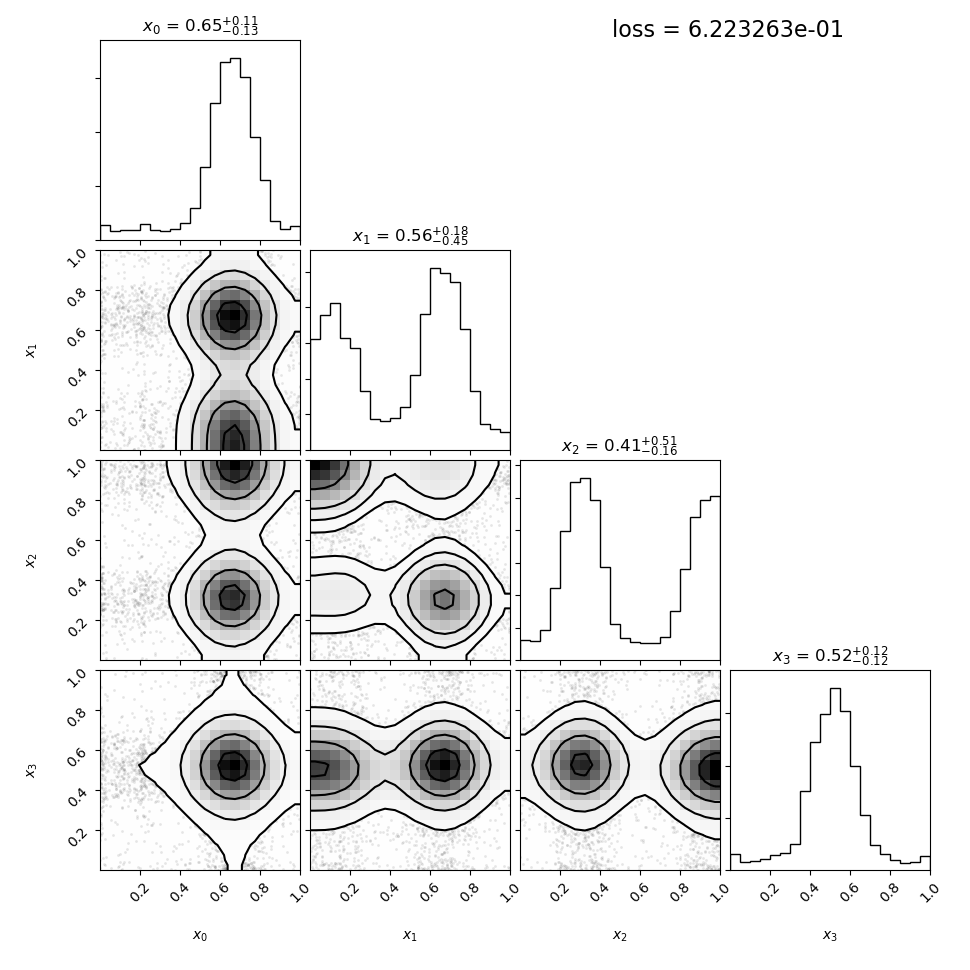 x₀ = 0.65⁺⁰·¹¹₋₀.₁₃
loss = 6.223263e-01
x₁ = 0.56⁺⁰·¹⁸₋₀.₄₅
1.0
0.8
0.6
0.4
0.2
x₁
x₂ = 0.41⁺⁰·⁵¹₋₀.₁₆
1.0
0.8
0.6
0.4
0.2
x₂
x₃ = 0.52⁺⁰·¹²₋₀.₁₂
1.0
0.8
0.6
0.4
0.2
x₃
0.2 0.4 0.6 0.8 1.0 0.2 0.4 0.6 0.8 1.0 0.2 0.4 0.6 0.8 1.0 0.2 0.4 0.6 0.8 1.0
x₀ x₁ x₂ x₃